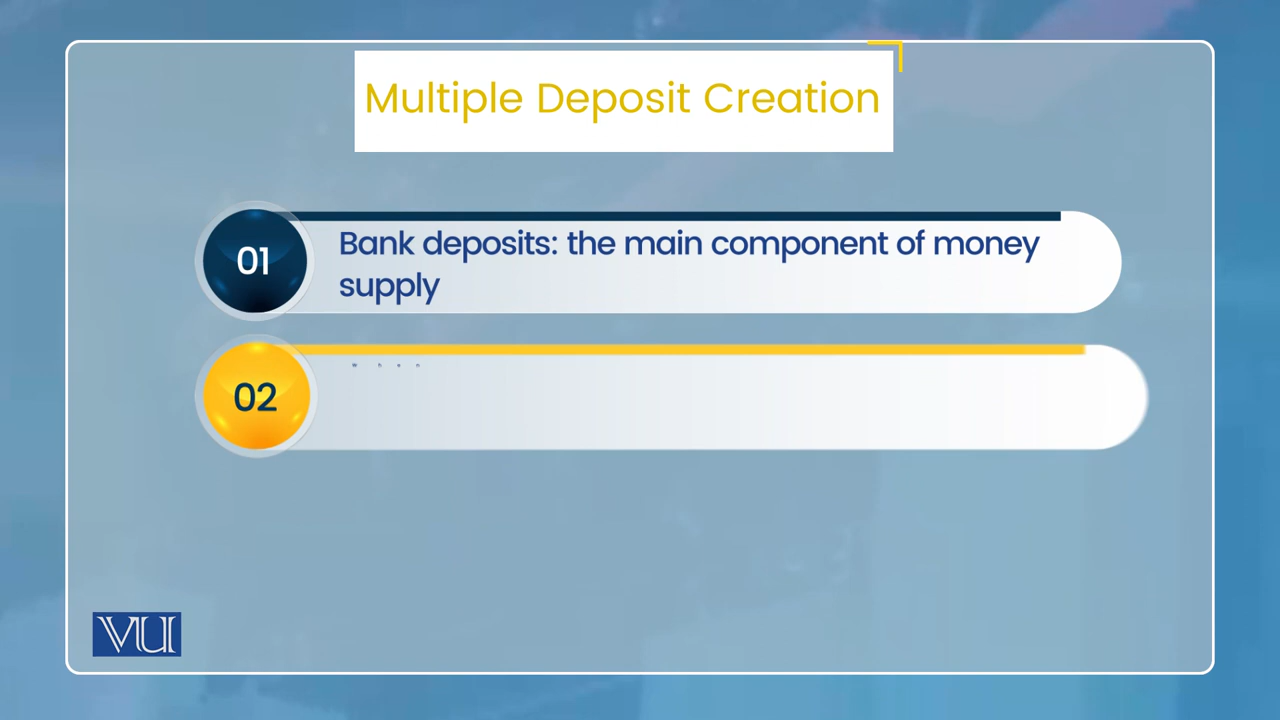 Multiple Deposit Creation
01
Bank deposits: the main component of money
supply
02
VU